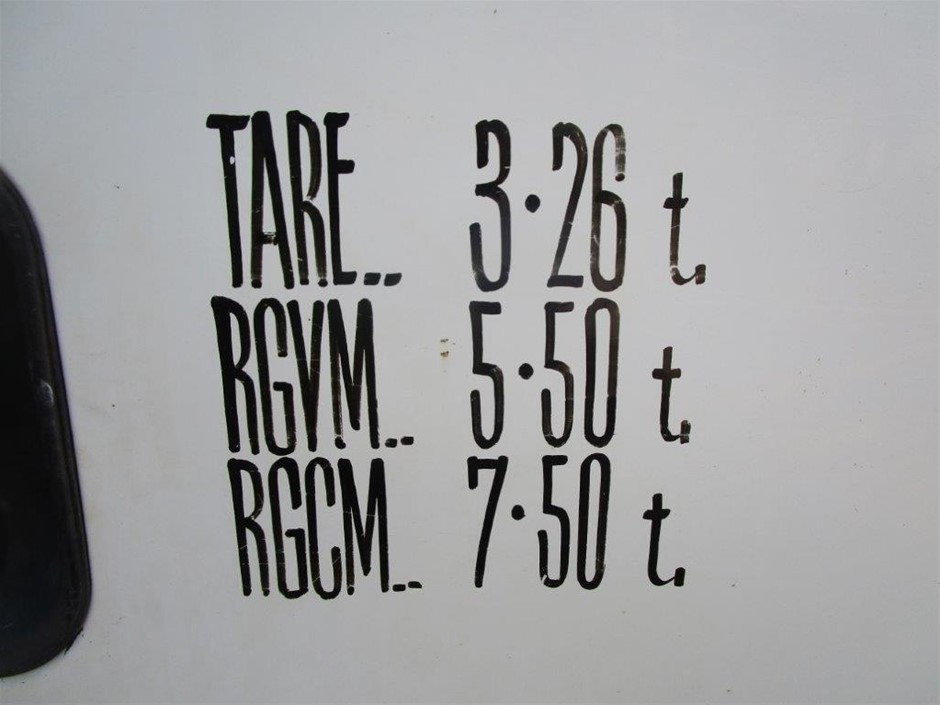 TARE.. 3·26 t
RGVM.. 5·50 t
RGCM.. 7·50 t